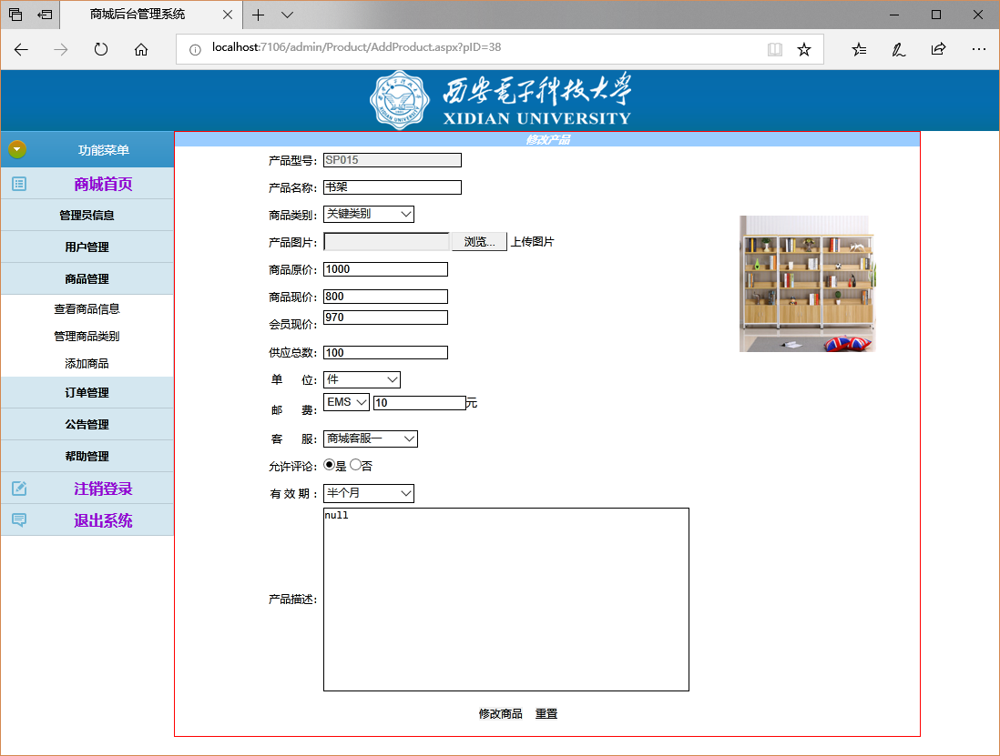 商城后台管理系统
localhost:7106/admin/Product/AddProduct.aspx?pID=38
西安電子科技大学
XIDIAN UNIVERSITY
功能菜单
商城首页
管理员信息
用户管理
商品管理
查看商品信息
管理商品类别
添加商品
订单管理
公告管理
帮助管理
注销登录
退出系统
修改产品
产品型号: SP015
产品名称: 书架
商品类别: 关键类别
产品图片: 浏览... 上传图片
商品原价: 1000
商品现价: 800
会员现价: 970
供应总数: 100
单 位: 件
邮 费: EMS 10 元
客 服: 商城客服一
允许评论: 是 否
有 效 期 : 半个月
产品描述: null
修改商品 重置